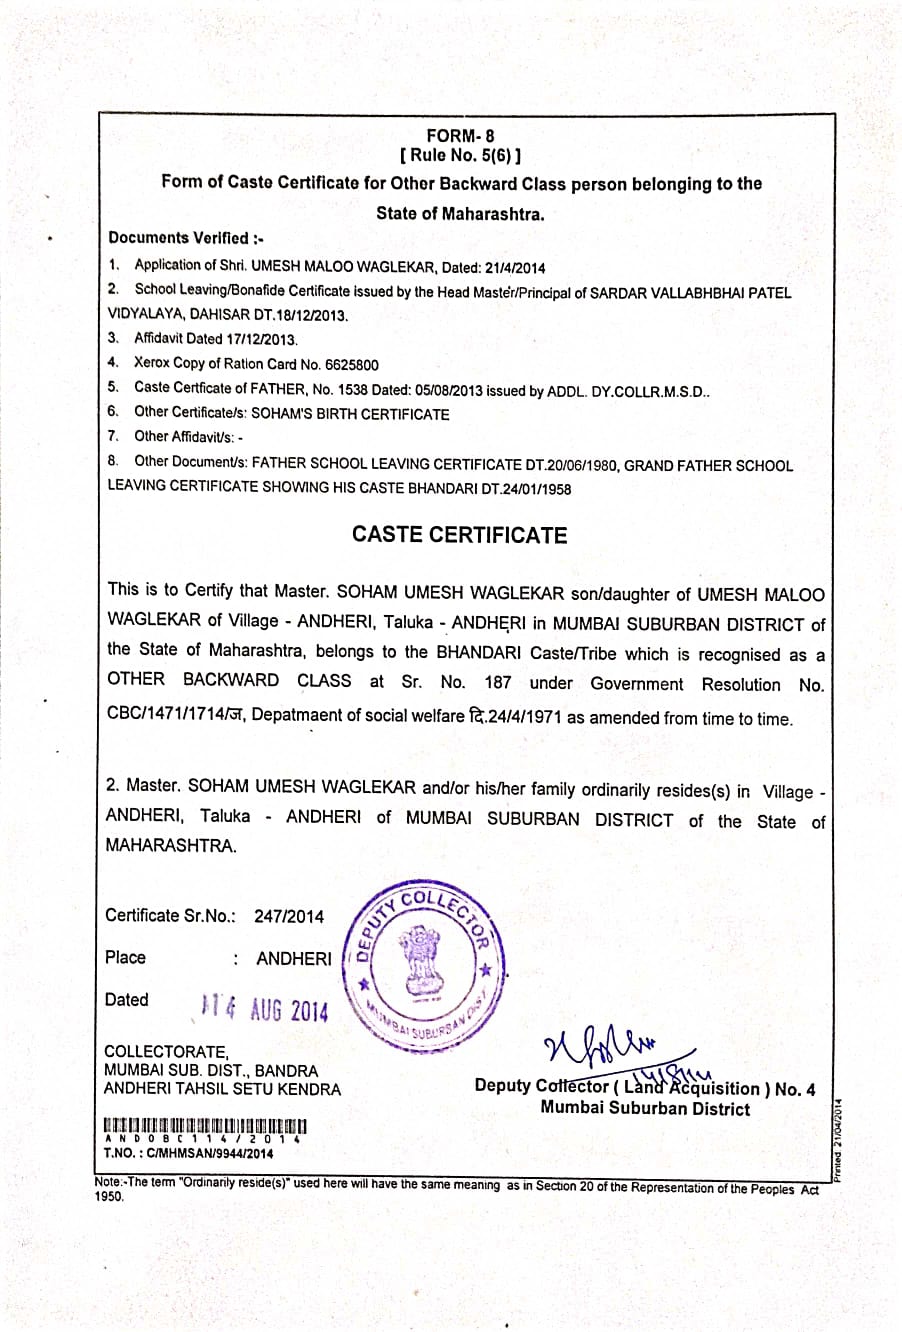 FORM- 8
[ Rule No. 5(6) ]
Form of Caste Certificate for Other Backward Class person belonging to the
State of Maharashtra.
Documents Verified :-
1. Application of Shri. UMESH MALOO WAGLEKAR, Dated: 21/4/2014
2. School Leaving/Bonafide Certificate issued by the Head Master/Principal of SARDAR VALLABHBHAI PATEL
VIDYALAYA, DAHISAR DT.18/12/2013.
3. Affidavit Dated 17/12/2013.
4. Xerox Copy of Ration Card No. 6625800
5. Caste Certficate of FATHER, No. 1538 Dated: 05/08/2013 issued by ADDL. DY.COLLR.M.S.D..
6. Other Certificate/s: SOHAM'S BIRTH CERTIFICATE
7. Other Affidavit/s: -
8. Other Document/s: FATHER SCHOOL LEAVING CERTIFICATE DT.20/06/1980, GRAND FATHER SCHOOL
LEAVING CERTIFICATE SHOWING HIS CASTE BHANDARI DT.24/01/1958
CASTE CERTIFICATE
This is to Certify that Master. SOHAM UMESH WAGLEKAR son/daughter of UMESH MALOO
WAGLEKAR of Village - ANDHERI, Taluka - ANDHERI in MUMBAI SUBURBAN DISTRICT of
the State of Maharashtra, belongs to the BHANDARI Caste/Tribe which is recognised as a
OTHER BACKWARD CLASS at Sr. No. 187 under Government Resolution No.
CBC/1471/1714/ज, Depatmaent of social welfare दि.24/4/1971 as amended from time to time.
2. Master. SOHAM UMESH WAGLEKAR and/or his/her family ordinarily resides(s) in Village -
ANDHERI, Taluka - ANDHERI of MUMBAI SUBURBAN DISTRICT of the State of
MAHARASHTRA.
Certificate Sr.No.: 247/2014
Place : ANDHERI
Dated 14 AUG 2014
DEPUTY COLLECTOR
MUMBAI SUBURBAN DIST.
COLLECTORATE,
MUMBAI SUB. DIST., BANDRA
ANDHERI TAHSIL SETU KENDRA
Deputy Collector ( Land Acquisition ) No. 4
Mumbai Suburban District
ANDOBC114/2014
T.NO. : C/MHMSAN/9944/2014
Printed: 21/04/2014
Note:-The term "Ordinarily reside(s)" used here will have the same meaning as in Section 20 of the Representation of the Peoples Act
1950.